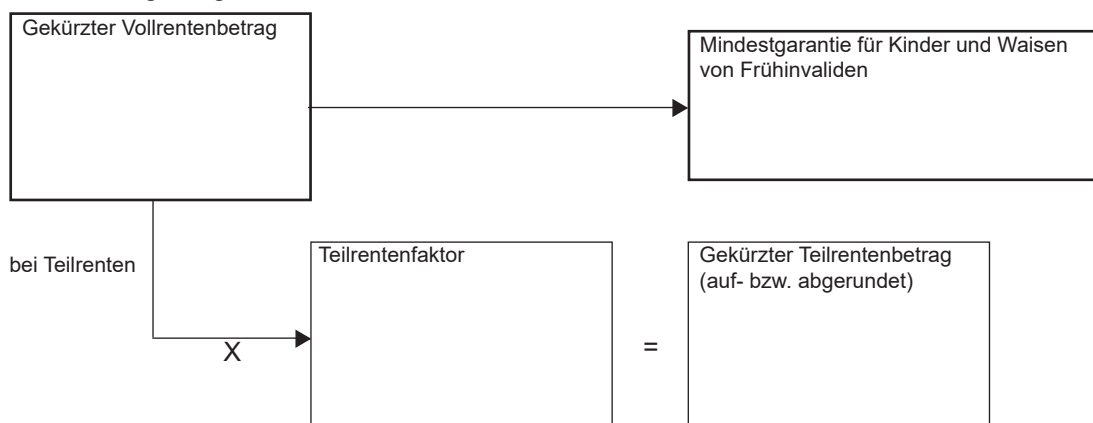 Gekürzter Vollrentenbetrag
Mindestgarantie für Kinder und Waisen
von Frühinvaliden
bei Teilrenten
X
Teilrentenfaktor
=
Gekürzter Teilrentenbetrag
(auf- bzw. abgerundet)